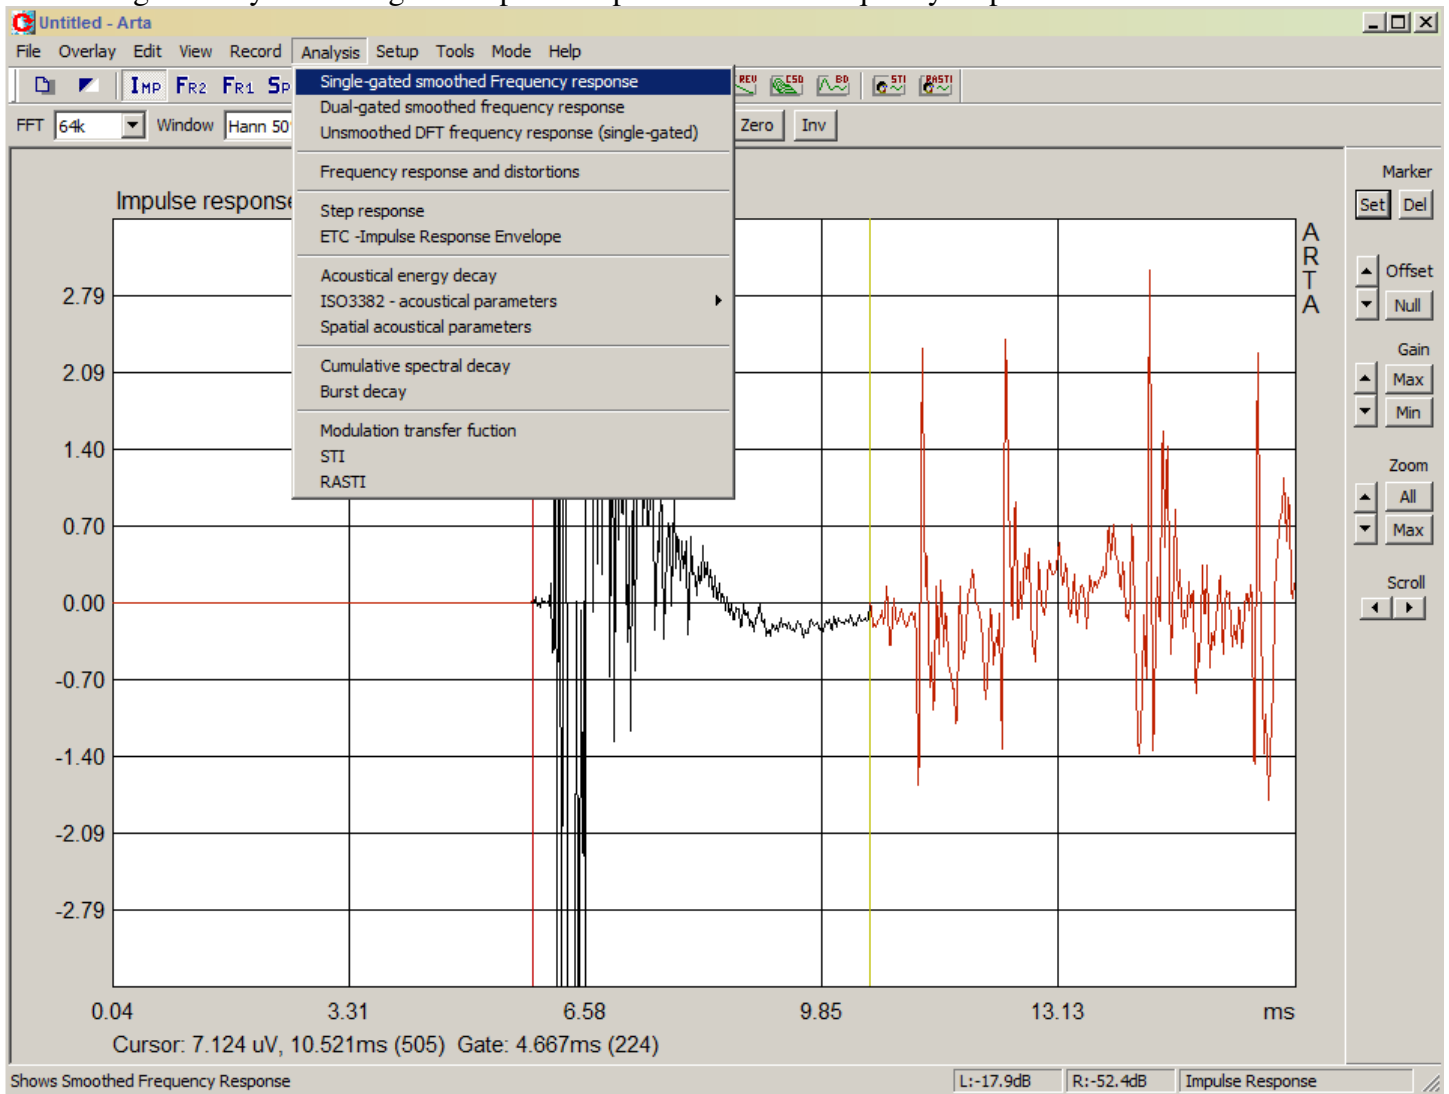 Untitled - Arta
File Overlay Edit View Record Analysis Setup Tools Mode Help
IMP FR2 FR1 SP
REV CSD BD STI RASTI
FFT 64k Window Hann 50 Zero Inv
Single-gated smoothed Frequency response
Dual-gated smoothed frequency response
Unsmoothed DFT frequency response (single-gated)
Frequency response and distortions
Step response
ETC -Impulse Response Envelope
Acoustical energy decay
ISO3382 - acoustical parameters
Spatial acoustical parameters
Cumulative spectral decay
Burst decay
Modulation transfer fuction
STI
RASTI
Impulse response
2.79
2.09
1.40
0.70
0.00
-0.70
-1.40
-2.09
-2.79
0.04 3.31 6.58 9.85 13.13 ms
A
R
T
A
Cursor: 7.124 uV, 10.521ms (505) Gate: 4.667ms (224)
Marker
Set Del
Offset
Null
Gain
Max
Min
Zoom
All
Max
Scroll
Shows Smoothed Frequency Response L:-17.9dB R:-52.4dB Impulse Response